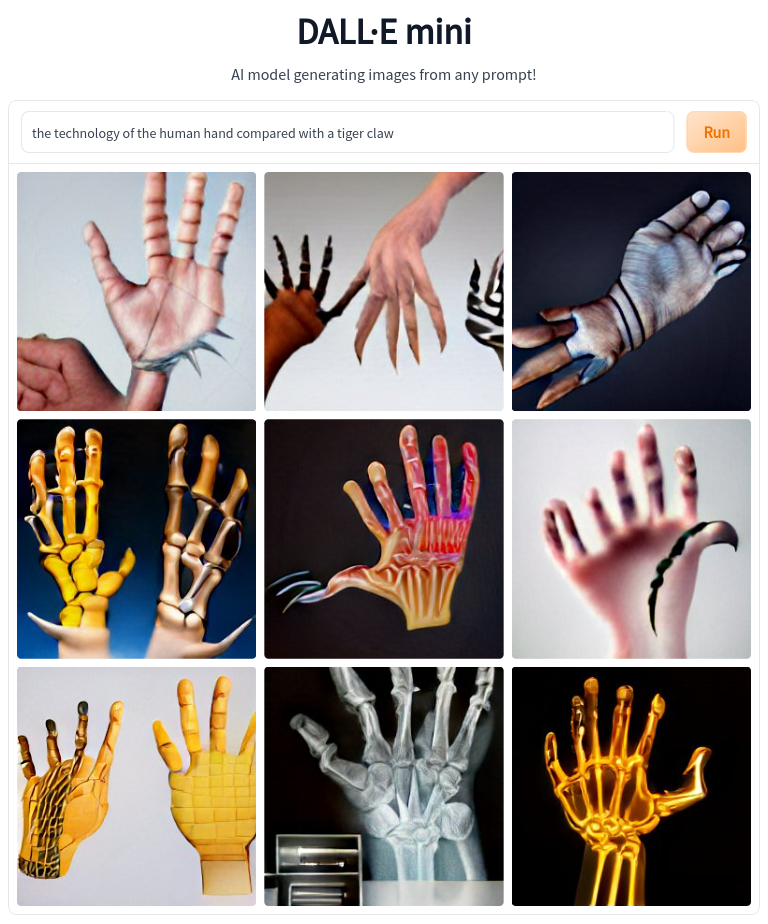 DALL·E mini
AI model generating images from any prompt!
the technology of the human hand compared with a tiger claw
Run